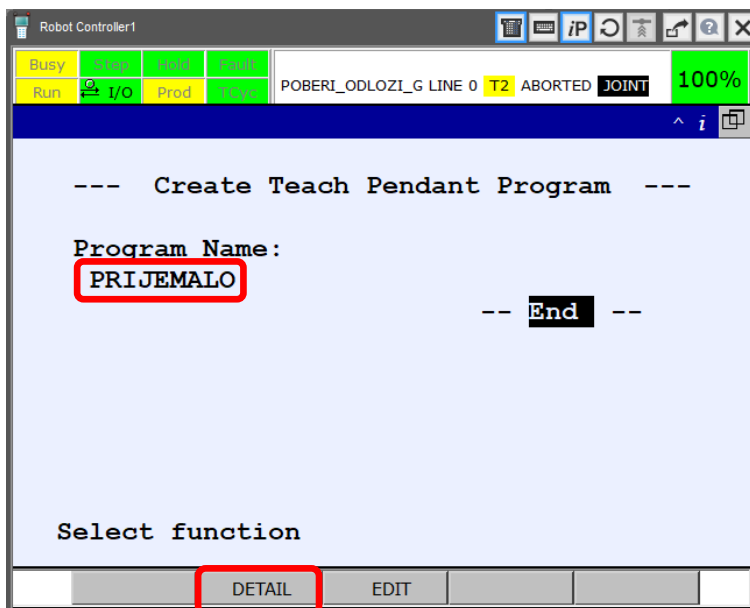 Robot Controller1
iP
Busy Step Hold Fault
Run I/O Prod TCyc
POBERI_ODLOZI_G LINE 0 T2 ABORTED JOINT
100%
i
--- Create Teach Pendant Program ---
Program Name:
PRIJEMALO
-- End --
Select function
DETAIL EDIT